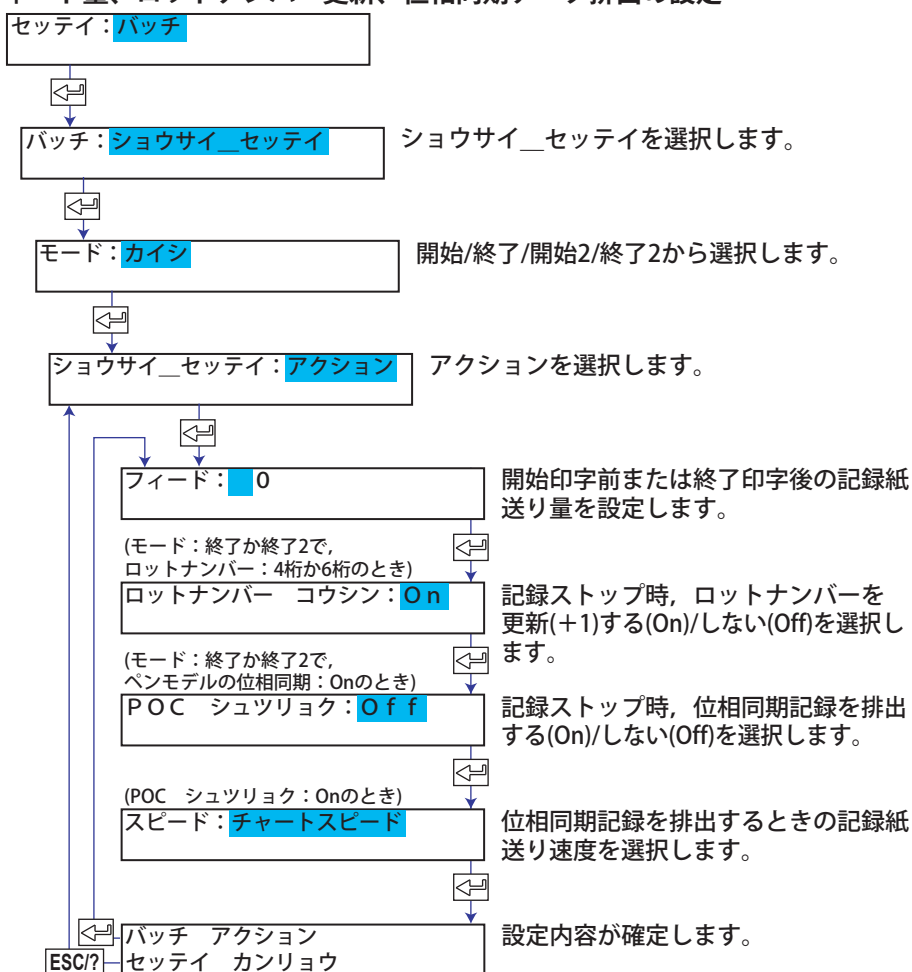 セッテイ：バッチ
バッチ：ショウサイ＿セッテイ
ショウサイ＿セッテイを選択します。
モード：カイシ
開始/終了/開始2/終了2から選択します。
ショウサイ＿セッテイ：アクション
アクションを選択します。
フィード： 0
開始印字前または終了印字後の記録紙
送り量を設定します。
(モード：終了か終了2で,
ロットナンバー：4桁か6桁のとき)
ロットナンバー　コウシン：On
記録ストップ時，ロットナンバーを
更新(＋1)する(On)/しない(Off)を選択し
ます。
(モード：終了か終了2で,
ペンモデルの位相同期：Onのとき)
POC　シュツリョク：Off
記録ストップ時，位相同期記録を排出
する(On)/しない(Off)を選択します。
(POC　シュツリョク：Onのとき)
スピード：チャートスピード
位相同期記録を排出するときの記録紙
送り速度を選択します。
バッチ　アクション
セッテイ　カンリョウ
設定内容が確定します。
ESC/?